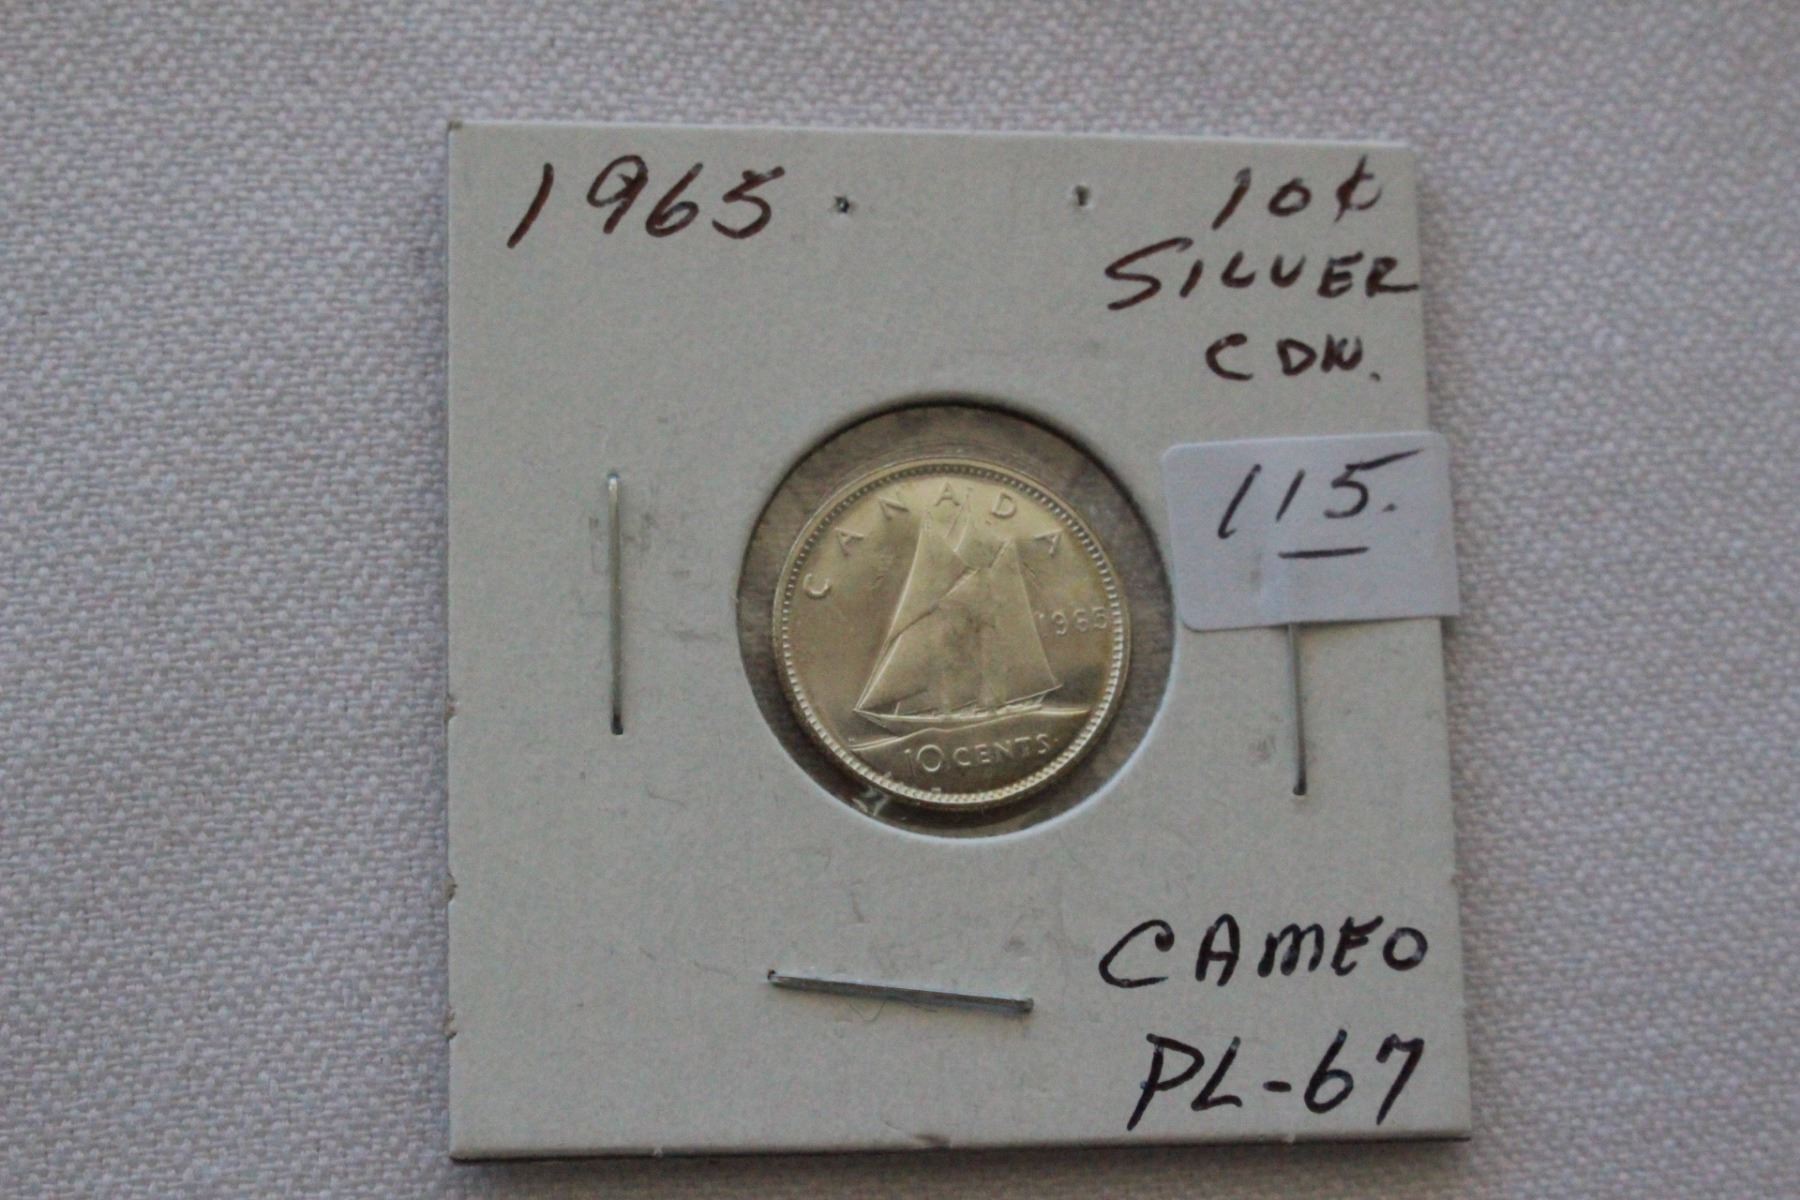 1965
10¢
SILVER
CDN.
115.
CANADA
1965
10 CENTS
CAMEO
PL-67